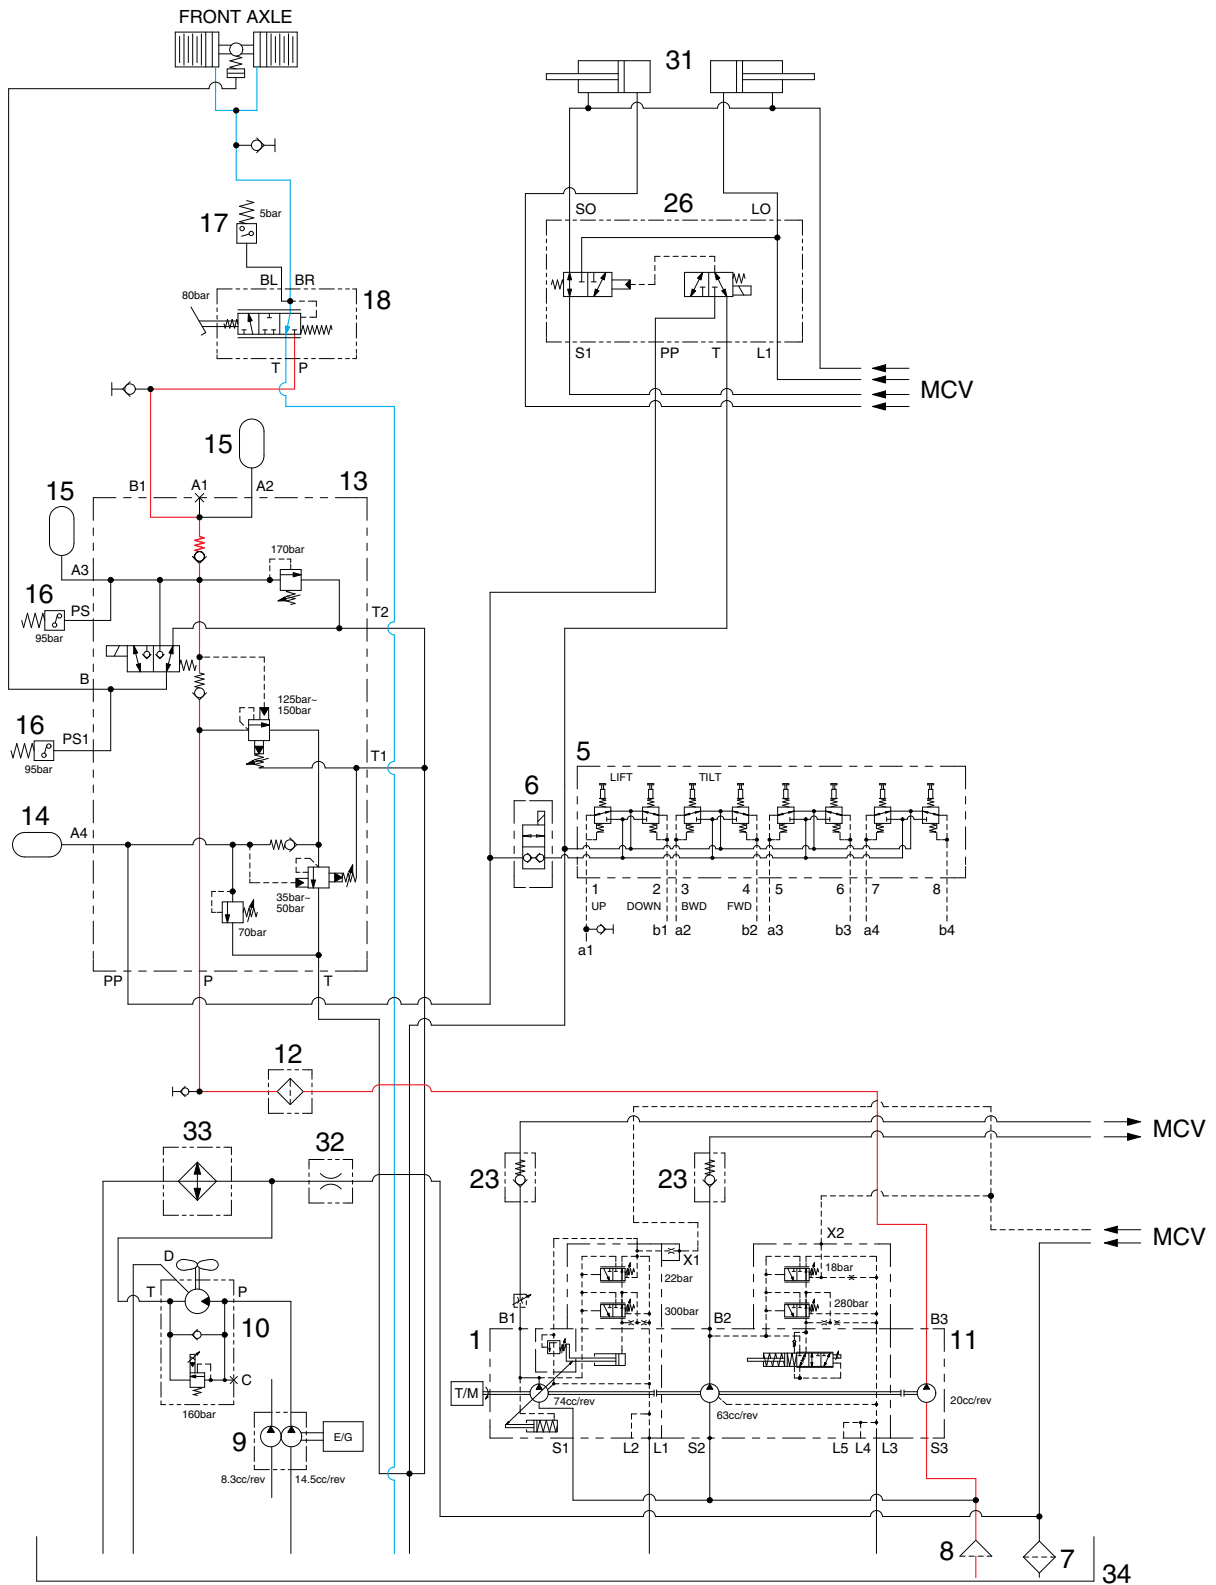 FRONT AXLE
31
17
5bar
26
SO
LO
BL
BR
18
80bar
T
P
S1
PP
T
L1
MCV
15
15
B1
A1
A2
13
170bar
A3
16
PS
95bar
T2
B
125bar~
150bar
16
PS1
95bar
T1
5
LIFT
TILT
6
14
A4
35bar~
50bar
70bar
1
2
3
4
5
6
7
8
UP
DOWN
BWD
FWD
a1
b1
a2
b2
a3
b3
a4
b4
PP
P
T
12
33
32
MCV
23
23
MCV
X1
X2
22bar
18bar
300bar
280bar
D
T
P
10
C
160bar
B1
B2
B3
1
11
T/M
74cc/rev
63cc/rev
20cc/rev
9
E/G
8.3cc/rev
14.5cc/rev
S1
L2
L1
S2
L5
L4
L3
S3
8
7
34